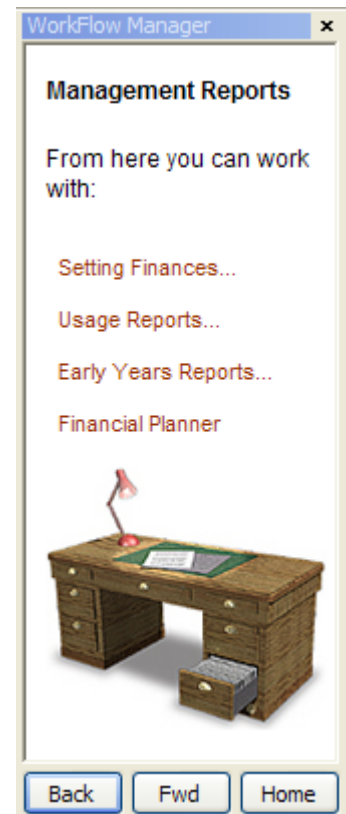 WorkFlow Manager
Management Reports
From here you can work
with:
Setting Finances...
Usage Reports...
Early Years Reports...
Financial Planner
Back Fwd Home